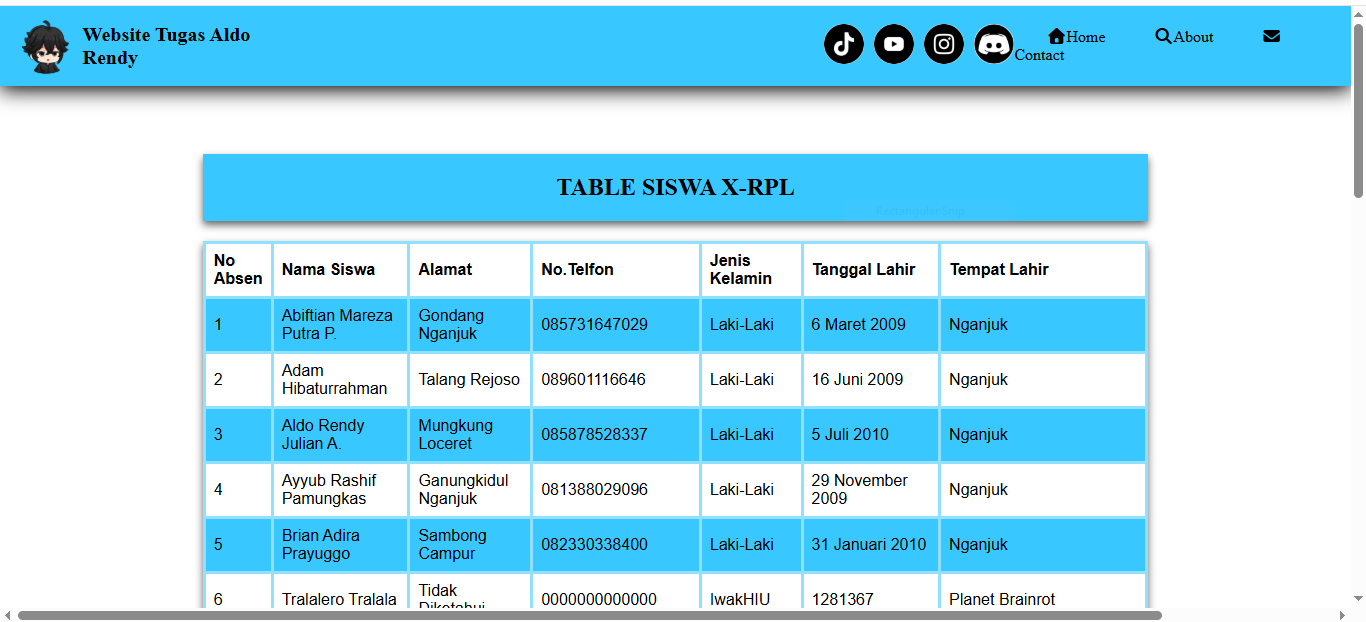 Website Tugas Aldo
Rendy
Home
About
Contact
TABLE SISWA X-RPL
Rectangular Snip
No Absen Nama Siswa Alamat No.Telfon Jenis Kelamin Tanggal Lahir Tempat Lahir
1 Abiftian Mareza Putra P. Gondang Nganjuk 085731647029 Laki-Laki 6 Maret 2009 Nganjuk
2 Adam Hibaturrahman Talang Rejoso 089601116646 Laki-Laki 16 Juni 2009 Nganjuk
3 Aldo Rendy Julian A. Mungkung Loceret 085878528337 Laki-Laki 5 Juli 2010 Nganjuk
4 Ayyub Rashif Pamungkas Ganungkidul Nganjuk 081388029096 Laki-Laki 29 November 2009 Nganjuk
5 Brian Adira Prayuggo Sambong Campur 082330338400 Laki-Laki 31 Januari 2010 Nganjuk
6 Tralalero Tralala Tidak Diketahui 0000000000000 IwakHIU 1281367 Planet Brainrot